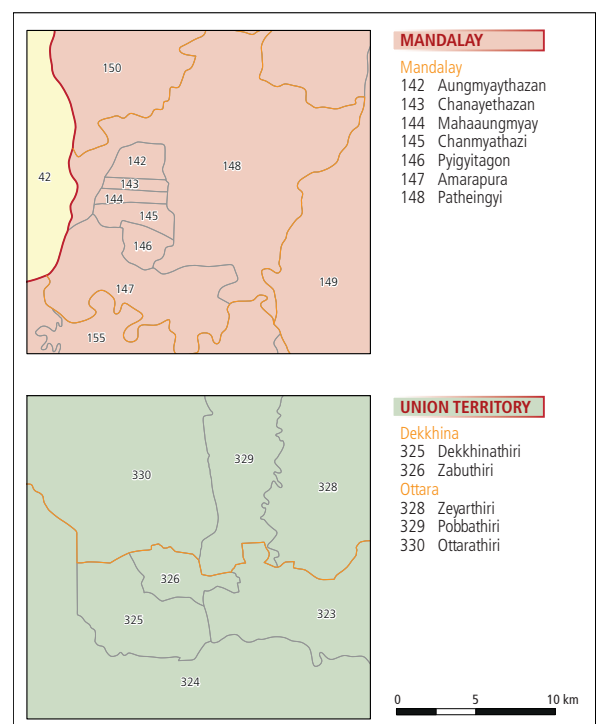 150
142
148
143
42
144
145
146
147
149
155
MANDALAY
Mandalay
142 Aungmyaythazan
143 Chanayethazan
144 Mahaaungmyay
145 Chanmyathazi
146 Pyigyitagon
147 Amarapura
148 Patheingyi
329
330
328
326
325
323
324
UNION TERRITORY
Dekkhina
325 Dekkhinathiri
326 Zabuthiri
Ottara
328 Zeyarthiri
329 Pobbathiri
330 Ottarathiri
0 5 10 km